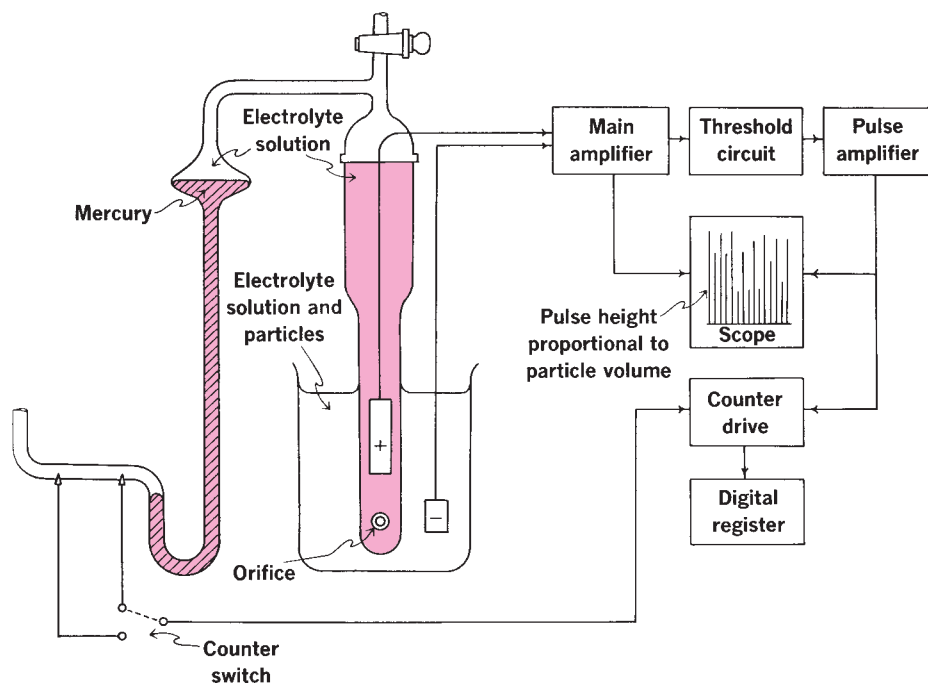 Electrolyte
solution
Mercury
Electrolyte
solution and
particles
+
−
Orifice
Counter
switch
Main
amplifier
Threshold
circuit
Pulse
amplifier
Pulse height
proportional to
particle volume
Scope
Counter
drive
Digital
register